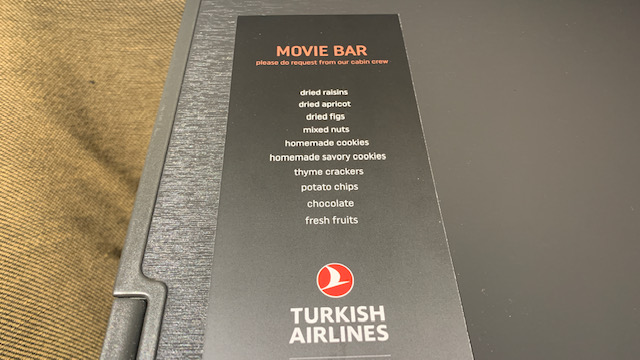 MOVIE BAR
please do request from our cabin crew
dried raisins
dried apricot
dried figs
mixed nuts
homemade cookies
homemade savory cookies
thyme crackers
potato chips
chocolate
fresh fruits
TURKISH
AIRLINES